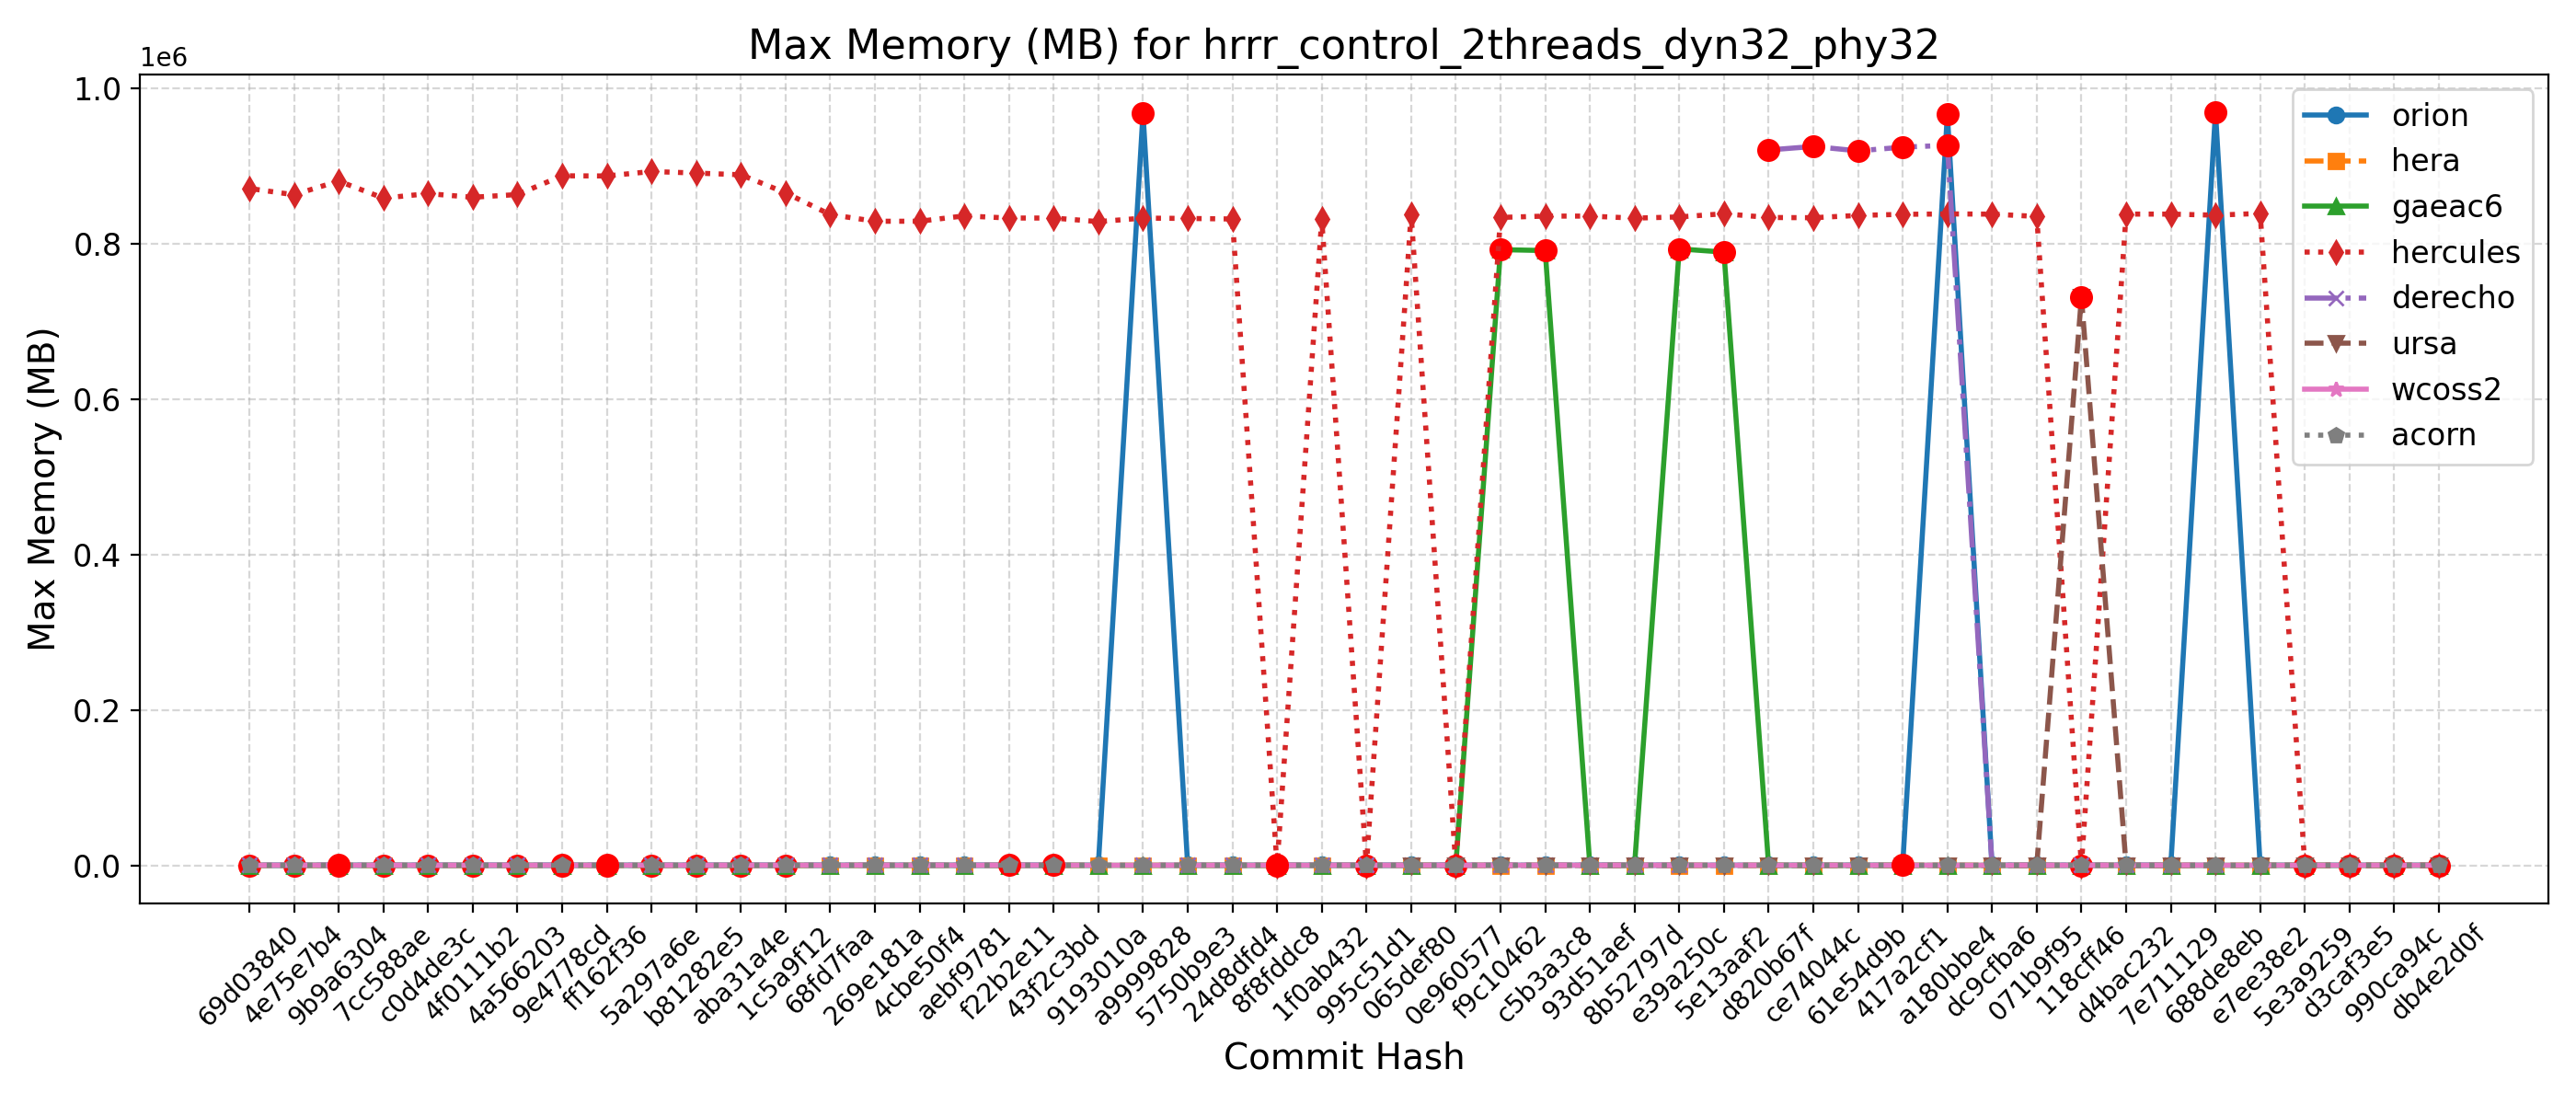 Max Memory (MB) for hrrr_control_2threads_dyn32_phy32
1e6
1.0
0.8
0.6
0.4
0.2
0.0
Max Memory (MB)
orion
hera
gaeac6
hercules
derecho
ursa
wcoss2
acorn
69d03840
4e75e7b4
9b9a6304
7cc588ae
c0d4de3c
4f0111b2
4a566203
9e4778cd
ff162f36
5a297a6e
b81282e5
aba31a4e
1c5a9f12
68fd7faa
269e181a
4cbe50f4
aebf9781
f22b2e11
43f2c3bd
9193010a
a9999828
5750b9e3
24d8dfd4
8f8fddc8
1f0ab432
995c51d1
065def80
0e960577
f9c10462
c5b3a3c8
93d51aef
8b52797d
e39a250c
5e13aaf2
d820b67f
ce74044c
61e54d9b
417a2cf1
a180bbe4
dc9cfba6
071b9f95
118cff46
d4bac232
7e711129
688de8eb
e7ee38e2
5e3a9259
d3caf3e5
990ca94c
db4e2d0f
Commit Hash